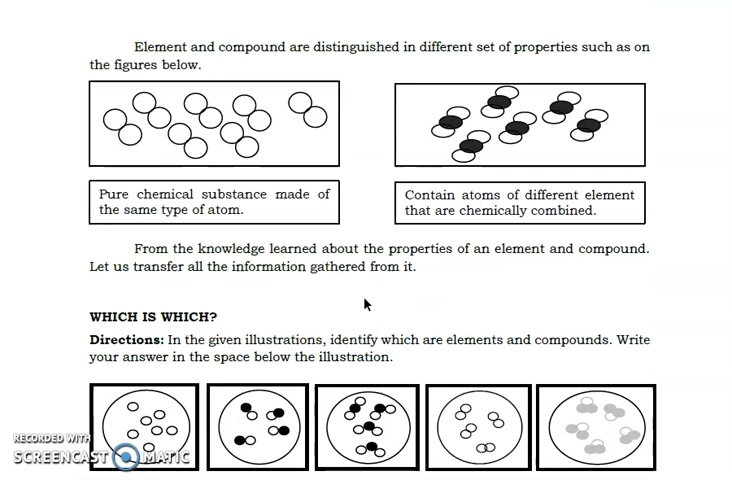 Element and compound are distinguished in different set of properties such as on
the figures below.
Pure chemical substance made of
the same type of atom.
Contain atoms of different element
that are chemically combined.
From the knowledge learned about the properties of an element and compound.
Let us transfer all the information gathered from it.
WHICH IS WHICH?
Directions: In the given illustrations, identify which are elements and compounds. Write
your answer in the space below the illustration.
RECORDED WITH
SCREENCAST MATIC